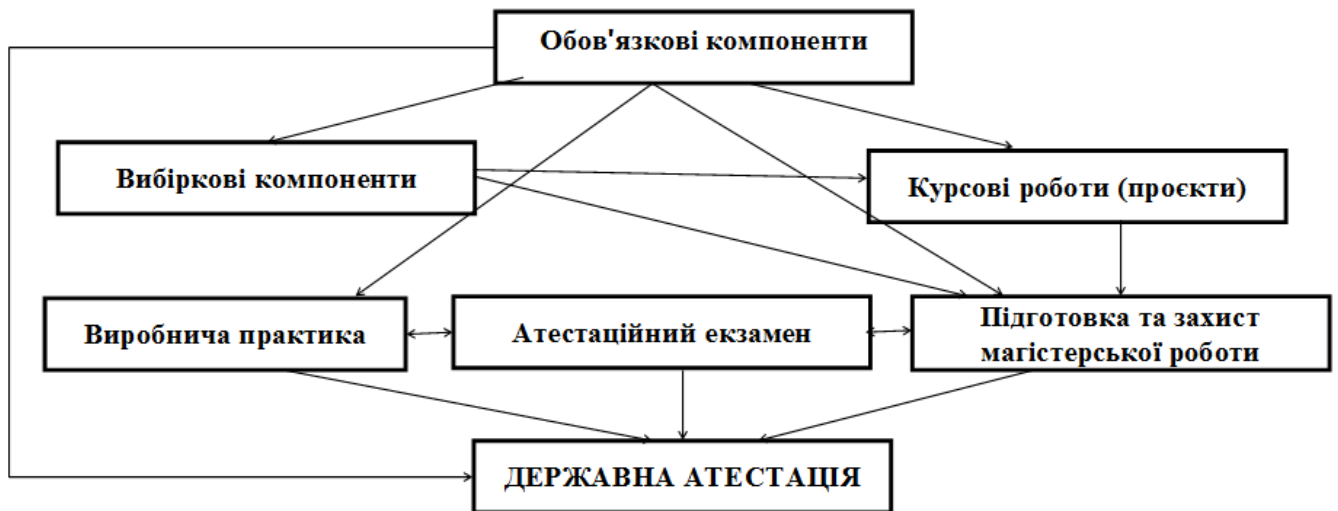 Обов'язкові компоненти
Вибіркові компоненти
Курсові роботи (проєкти)
Виробнича практика
Атестаційний екзамен
Підготовка та захист
магістерської роботи
ДЕРЖАВНА АТЕСТАЦІЯ